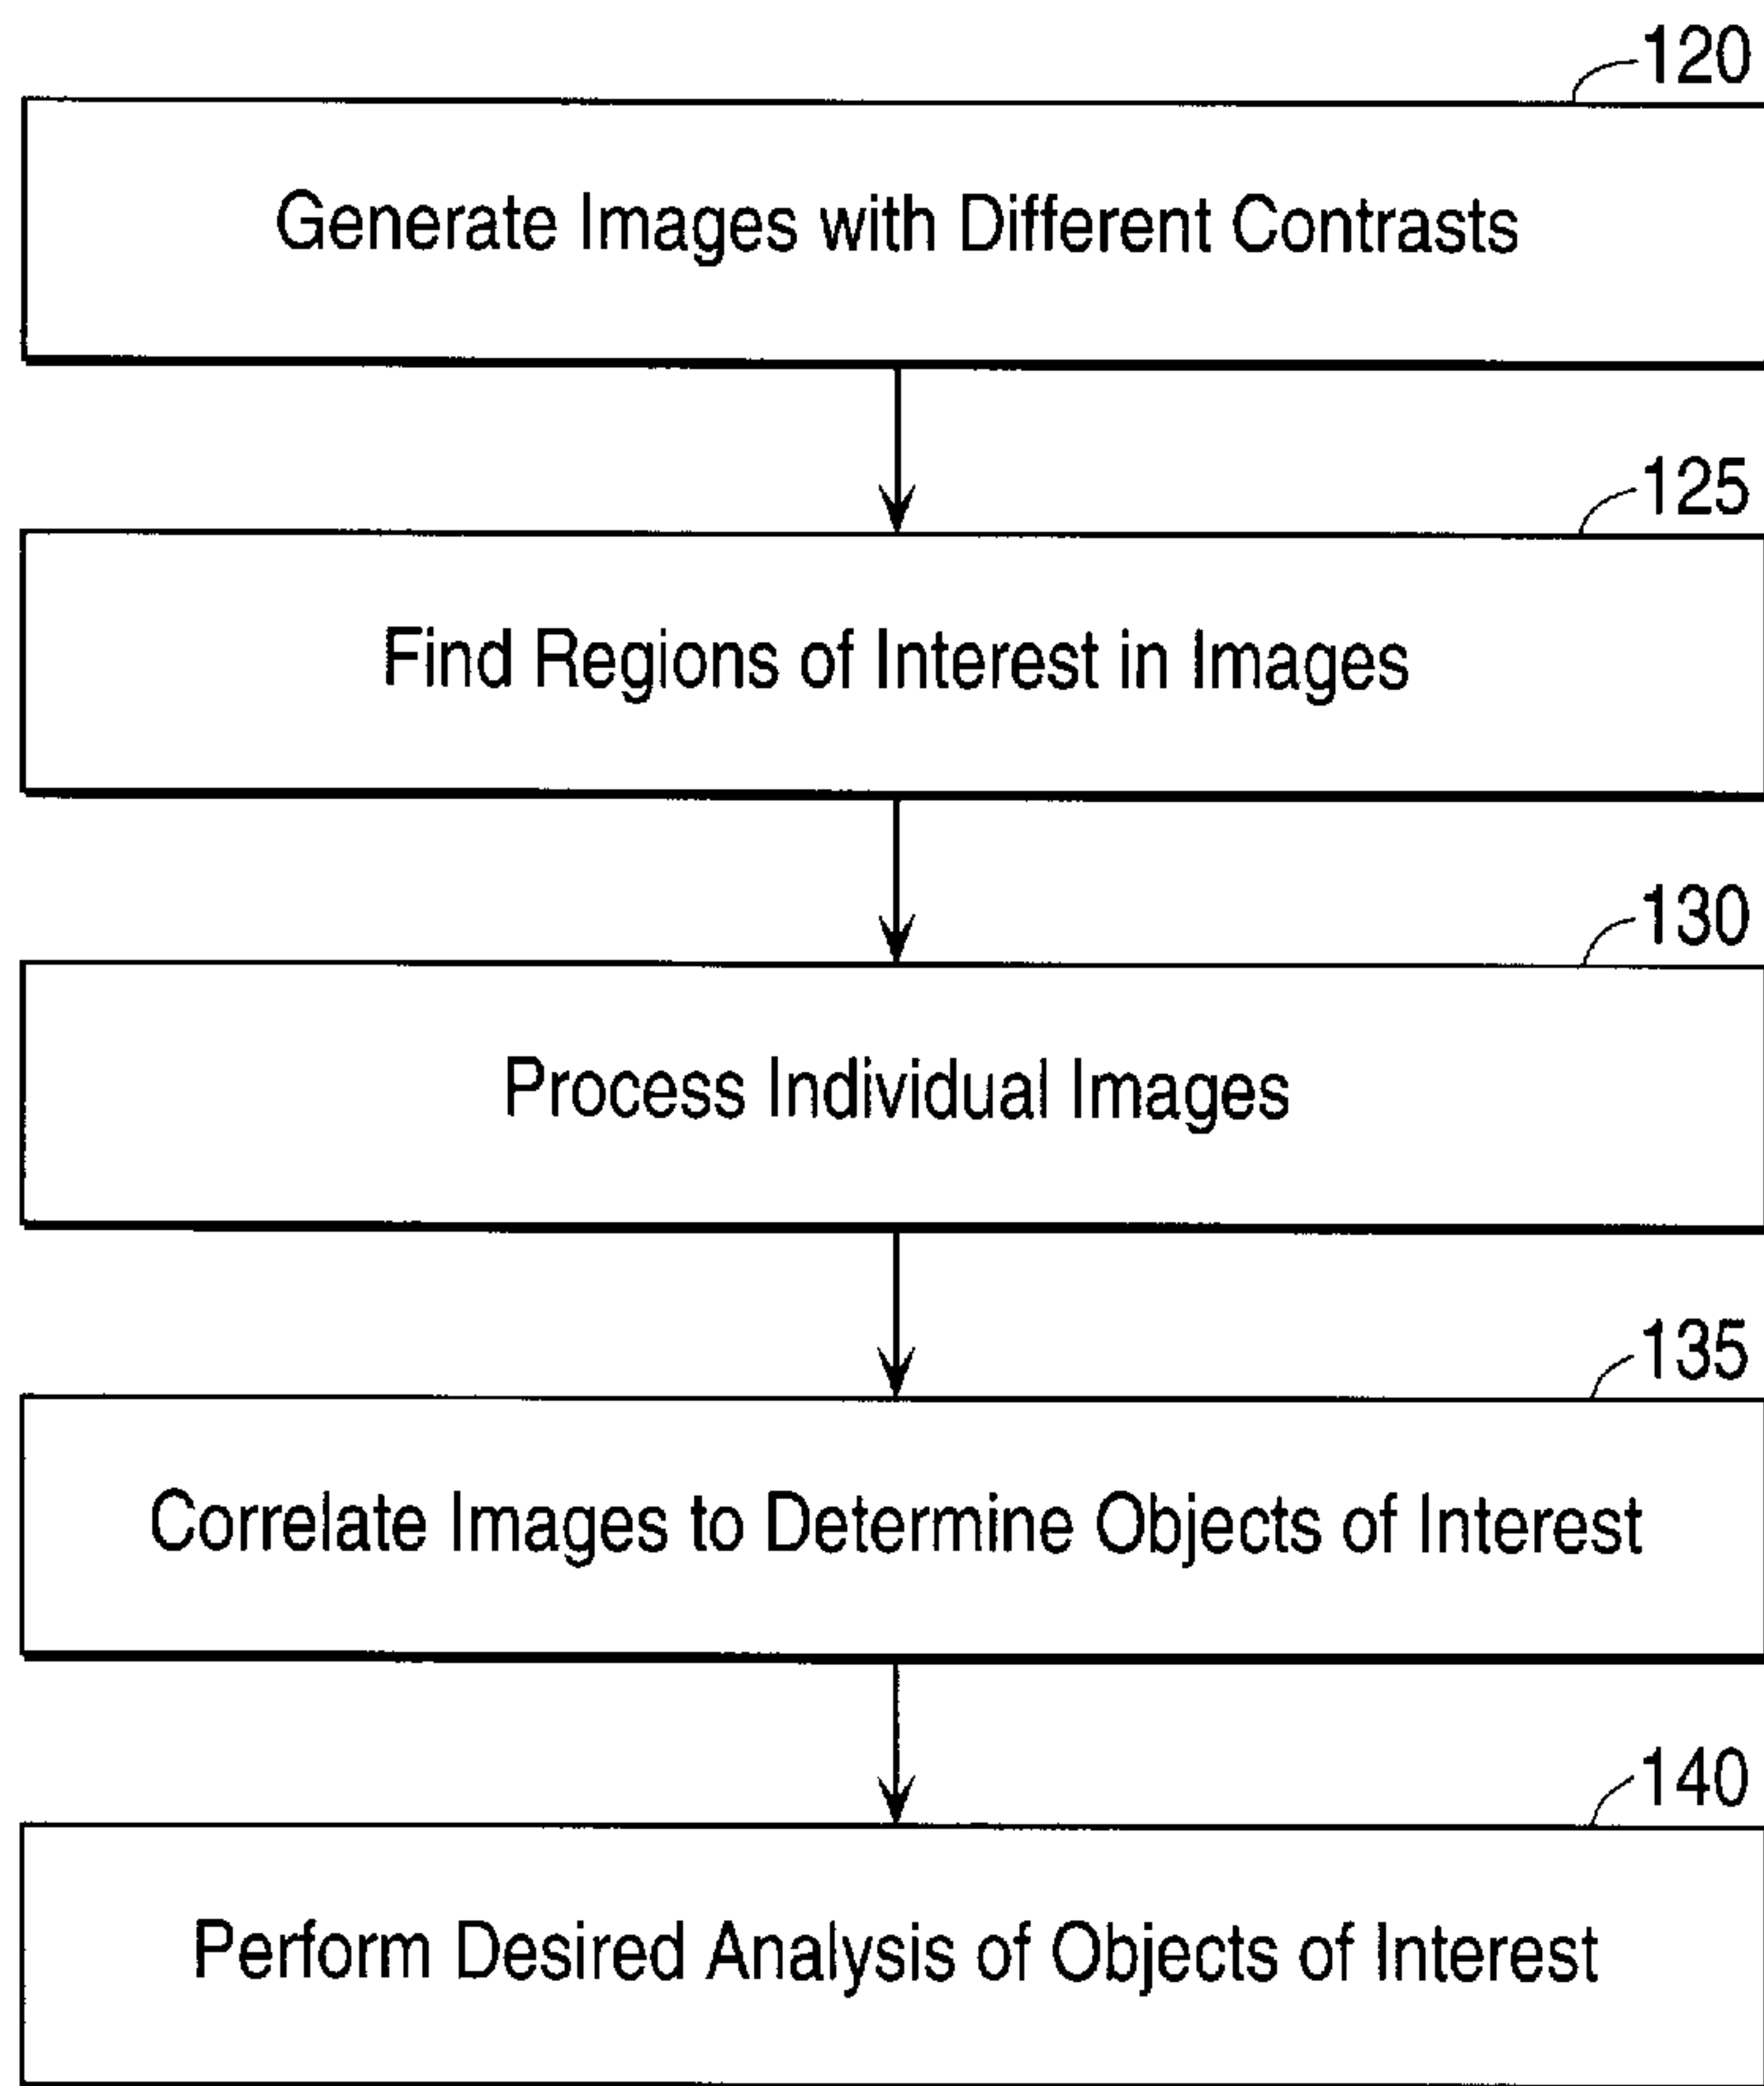 120
Generate Images with Different Contrasts
125
Find Regions of Interest in Images
130
Process Individual Images
135
Correlate Images to Determine Objects of Interest
140
Perform Desired Analysis of Objects of Interest